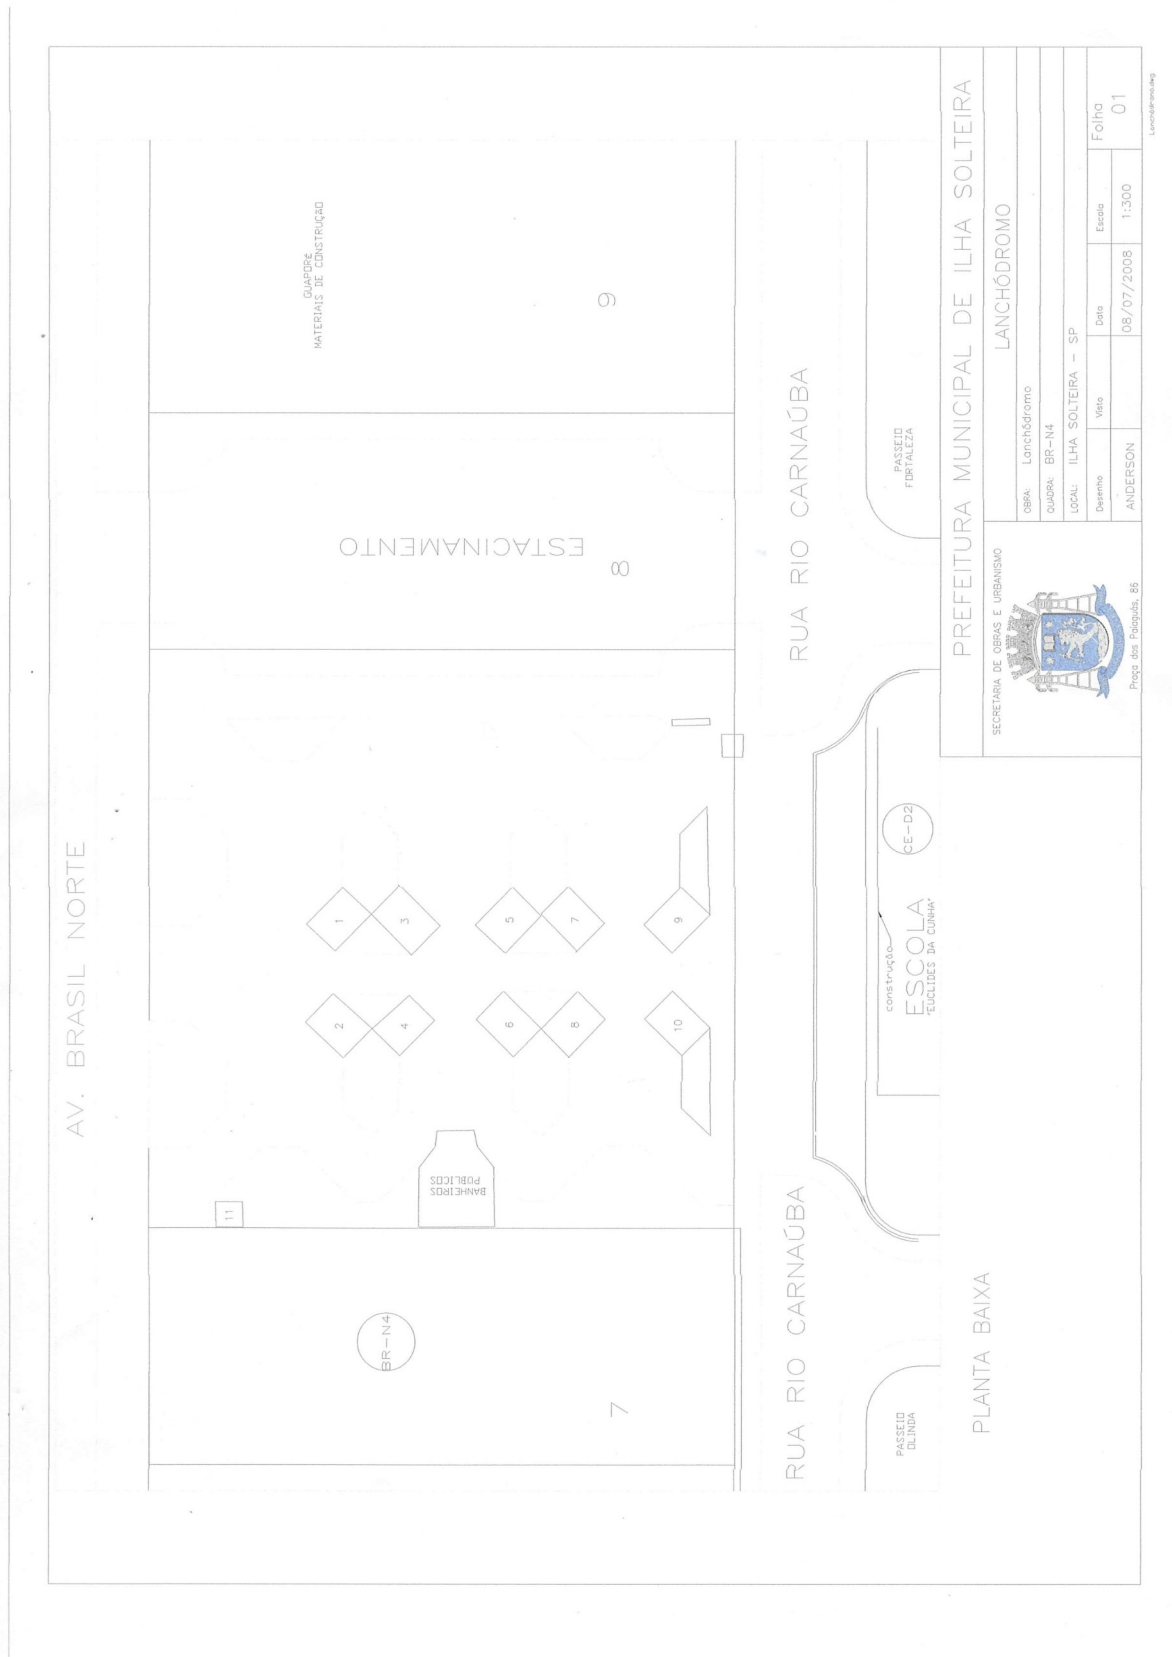 AV. BRASIL NORTE
GUAPORÉ
MATERIAIS DE CONSTRUÇÃO
9
ESTACINAMENTO
8
1
3
5
7
9
2
4
6
8
10
BANHEIROS
PÚBLICOS
11
BR-N4
7
RUA RIO CARNAÚBA
RUA RIO CARNAÚBA
PASSEIO
FORTALEZA
CE-D2
construção
ESCOLA
"EUCLIDES DA CUNHA"
PASSEIO
OLINDA
PLANTA BAIXA
PREFEITURA MUNICIPAL DE ILHA SOLTEIRA
SECRETARIA DE OBRAS E URBANISMO
Praça dos Paiaguás, 86
LANCHÓDROMO
OBRA: Lanchódromo
QUADRA: BR-N4
LOCAL: ILHA SOLTEIRA - SP
Desenho Visto Data Escala Folha
ANDERSON 08/07/2008 1:300 01
Lanchódromo.dwg